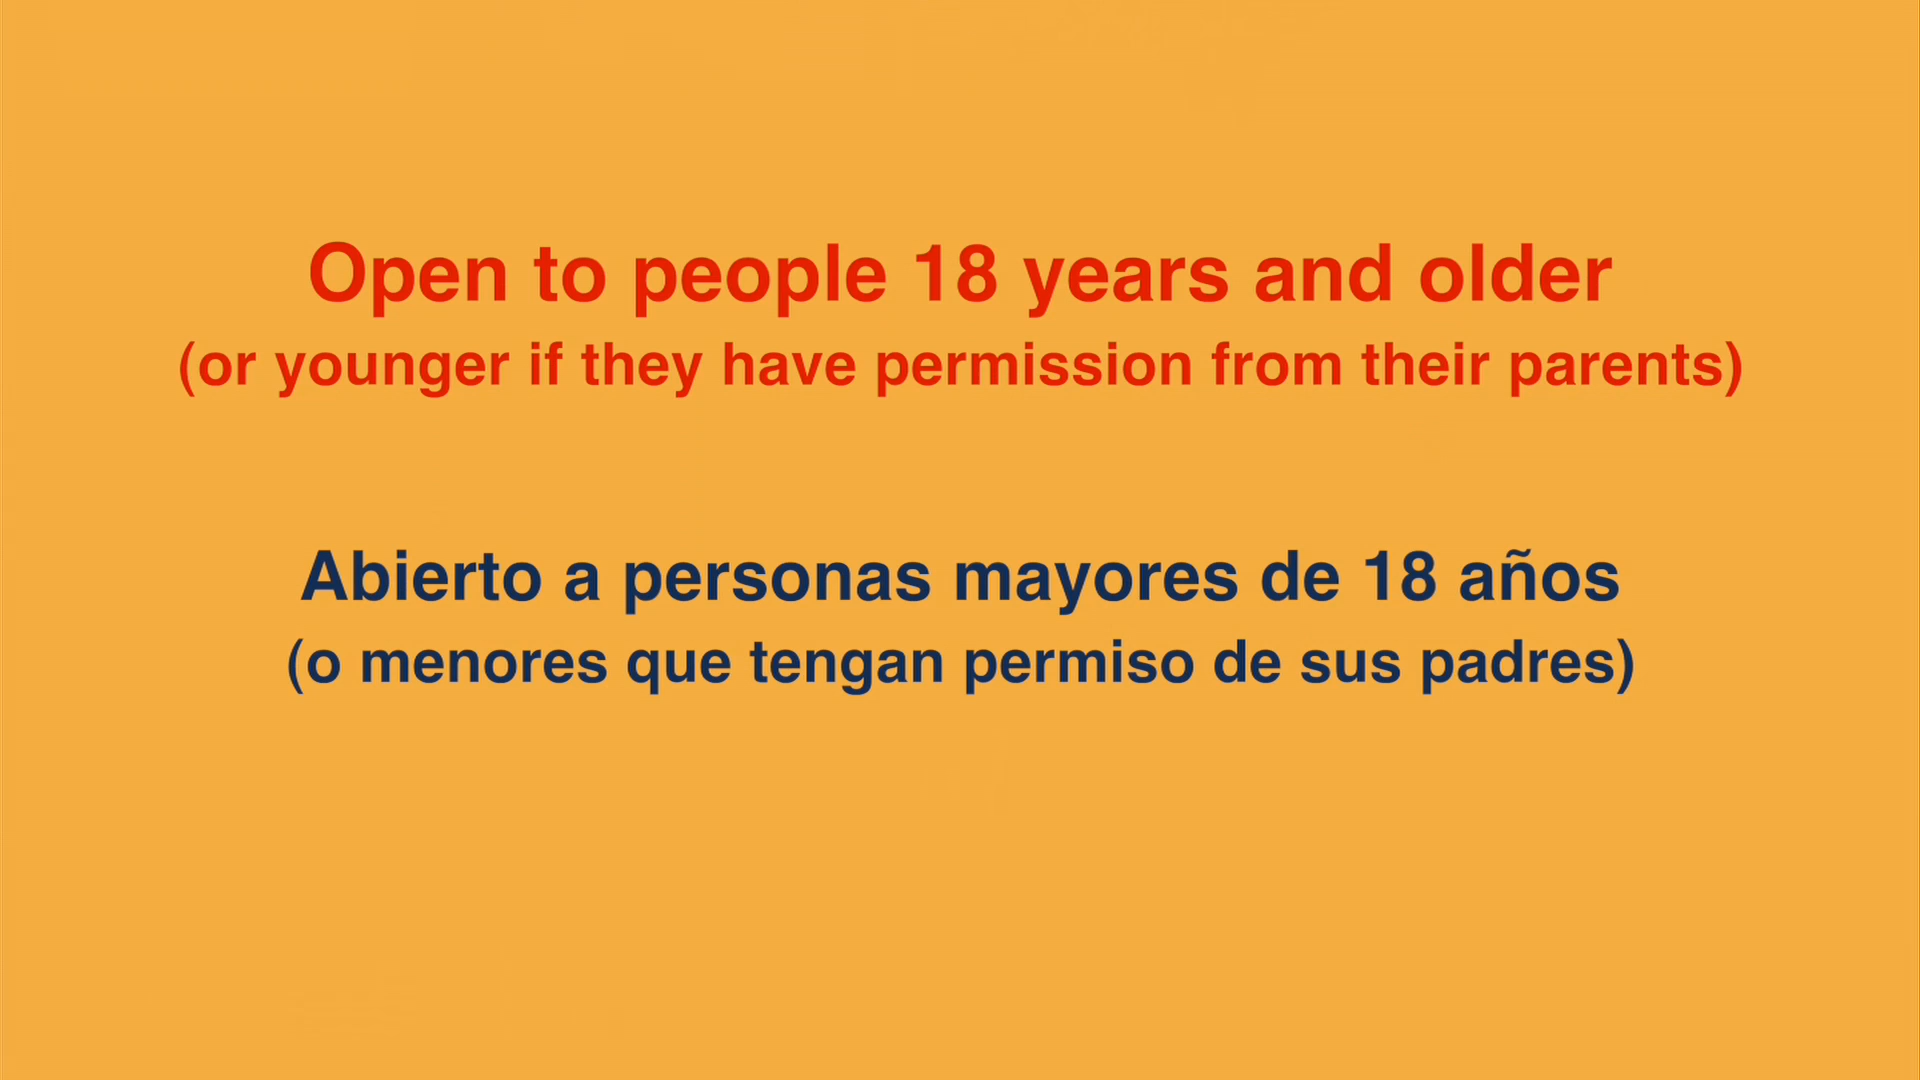 Open to people 18 years and older
(or younger if they have permission from their parents)
Abierto a personas mayores de 18 años
(o menores que tengan permiso de sus padres)